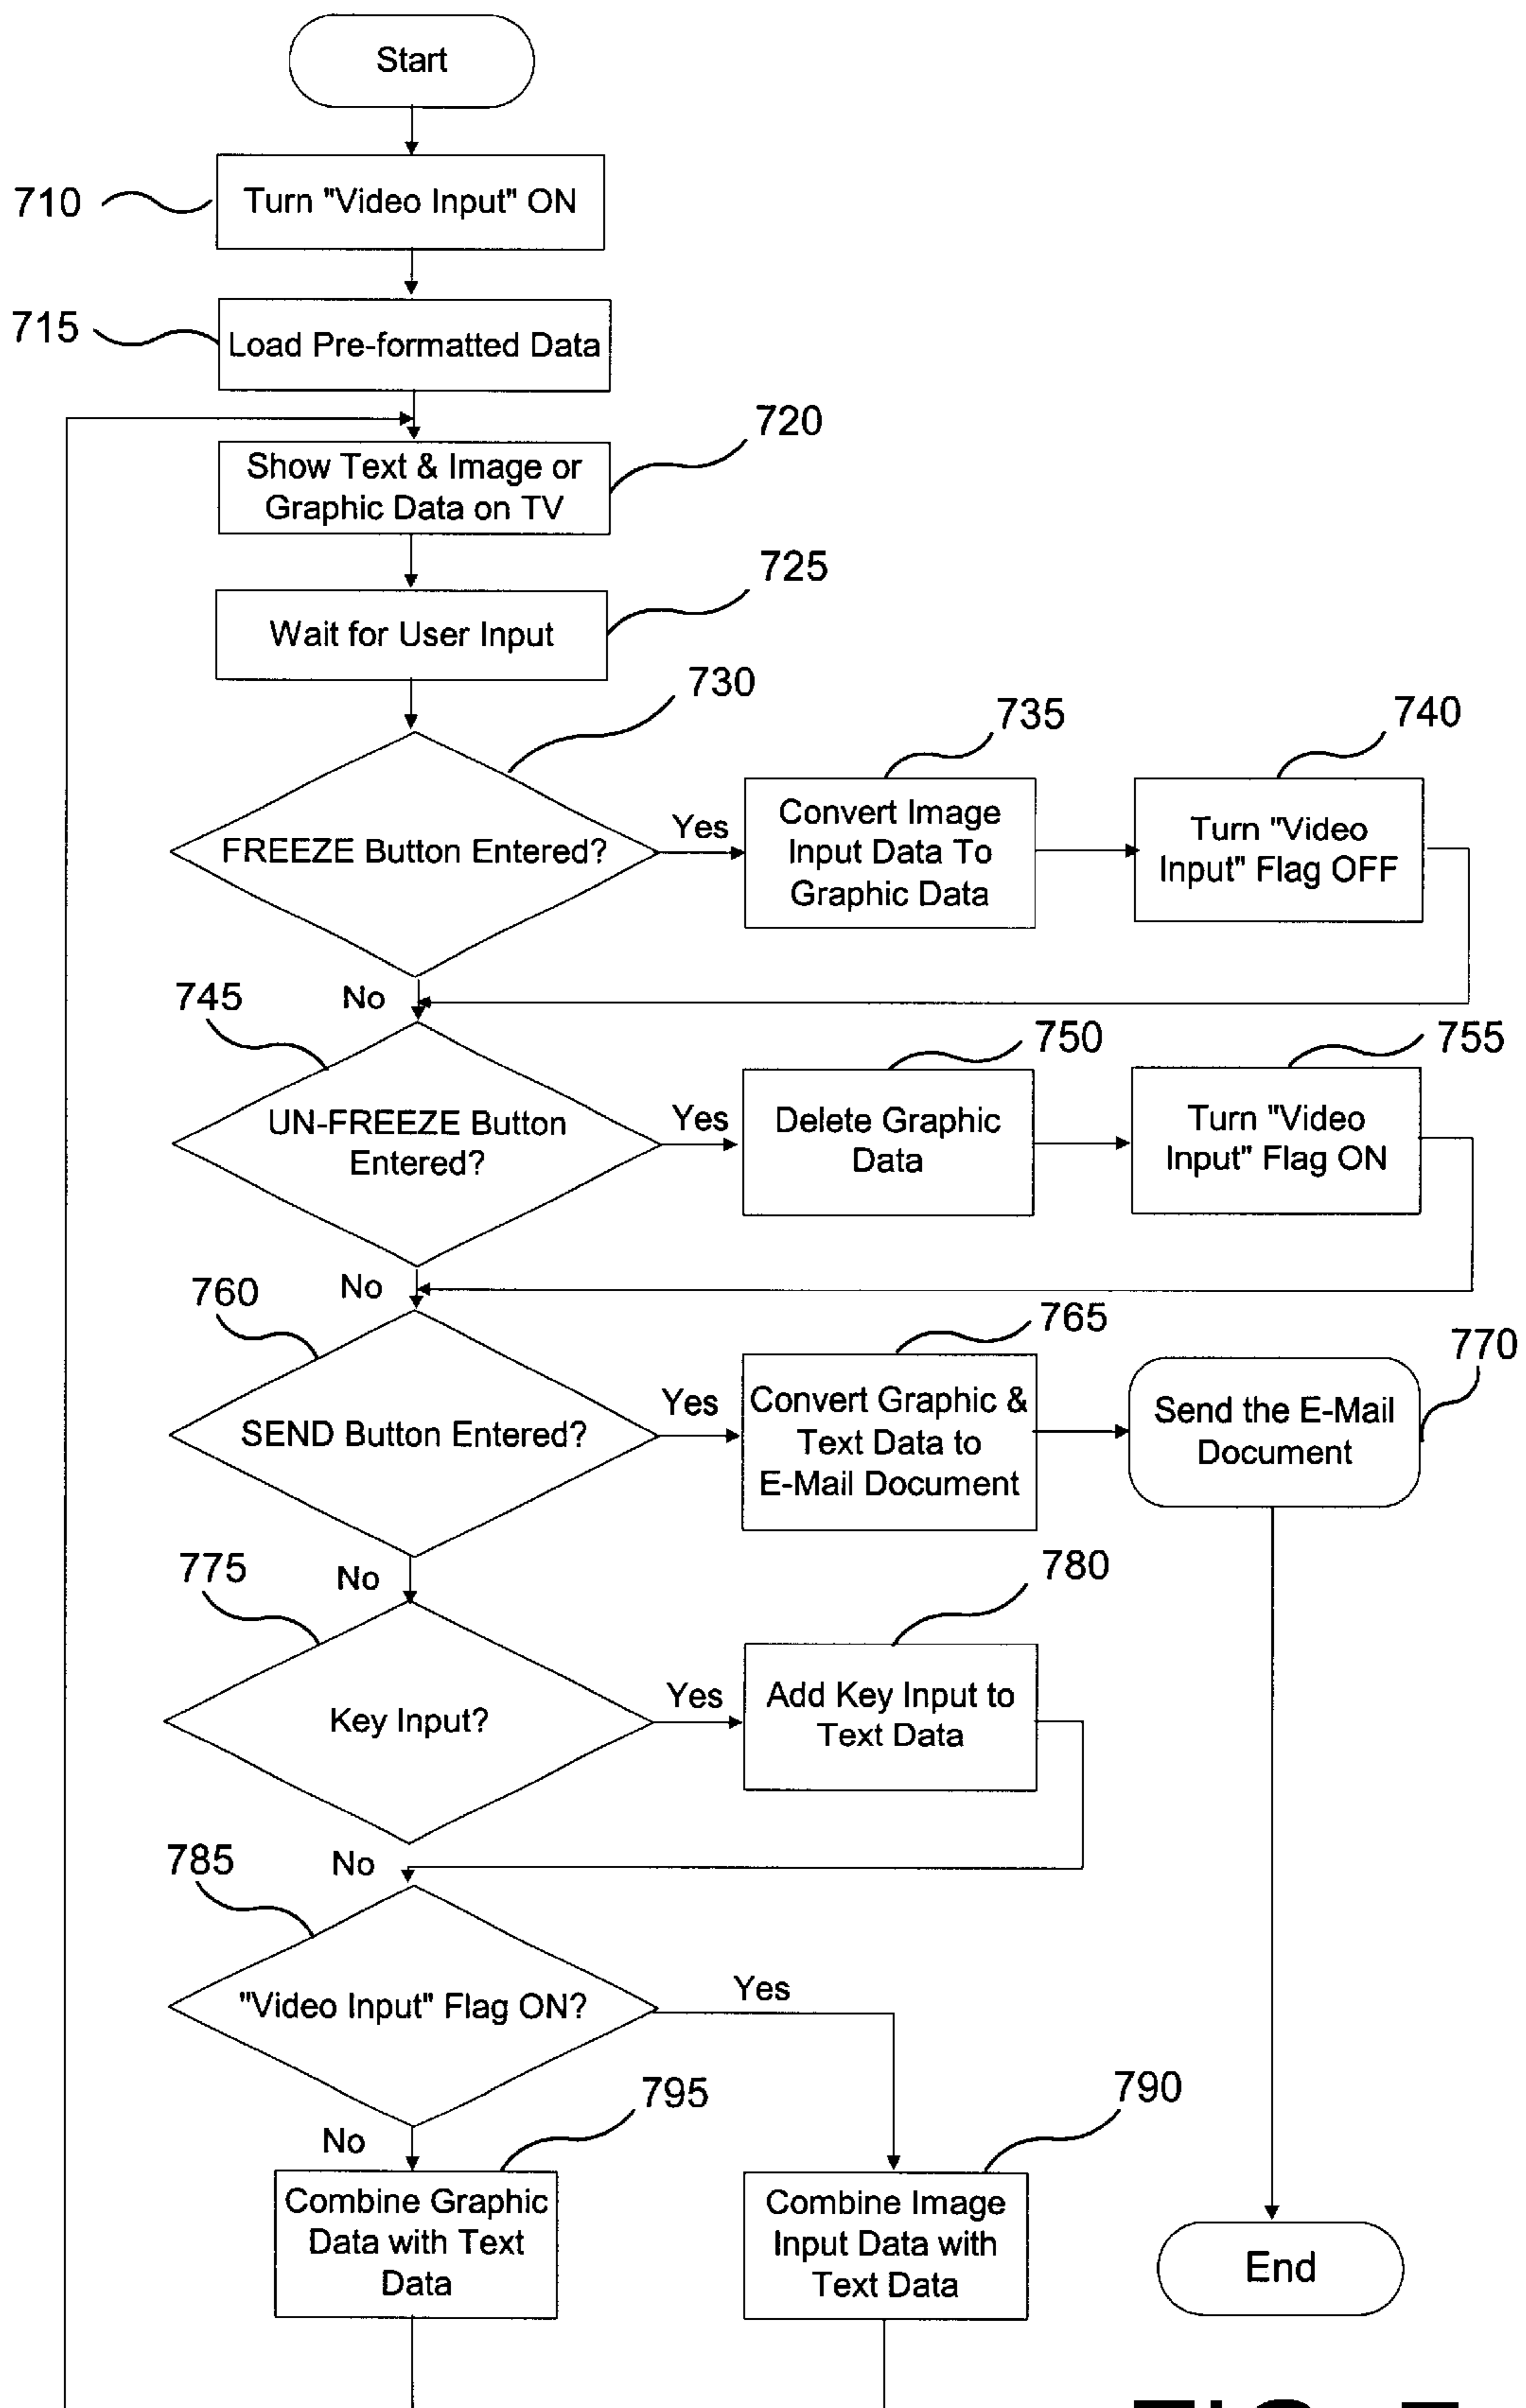 Start
710
Turn "Video Input" ON
715
Load Pre-formatted Data
720
Show Text & Image or
Graphic Data on TV
725
Wait for User Input
730
735
740
FREEZE Button Entered?
Yes
Convert Image
Input Data To
Graphic Data
Turn "Video
Input" Flag OFF
No
745
750
755
UN-FREEZE Button
Entered?
Yes
Delete Graphic
Data
Turn "Video
Input" Flag ON
No
760
765
770
SEND Button Entered?
Yes
Convert Graphic &
Text Data to
E-Mail Document
Send the E-Mail
Document
No
775
780
Key Input?
Yes
Add Key Input to
Text Data
No
785
"Video Input" Flag ON?
Yes
No
795
790
Combine Graphic
Data with Text
Data
Combine Image
Input Data with
Text Data
End